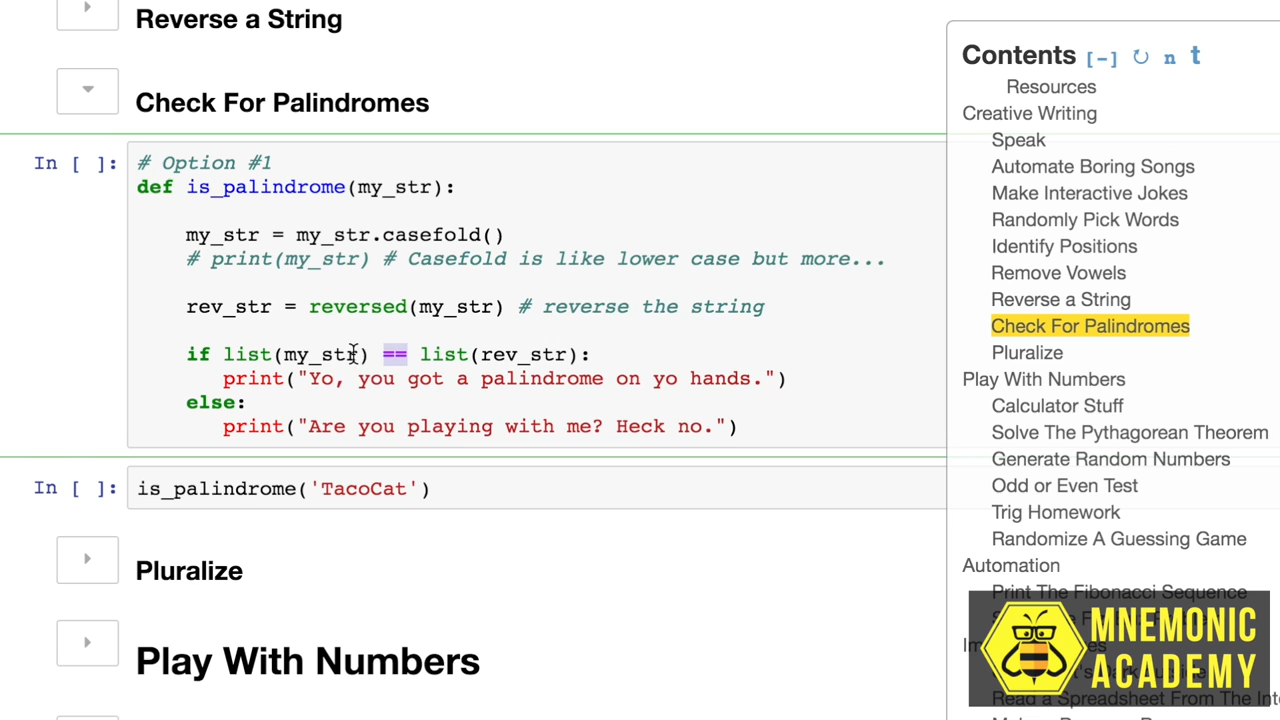 Reverse a String
Check For Palindromes
In [ ]:
# Option #1
def is_palindrome(my_str):
my_str = my_str.casefold()
# print(my_str) # Casefold is like lower case but more...
rev_str = reversed(my_str) # reverse the string
if list(my_str) == list(rev_str):
print("Yo, you got a palindrome on yo hands.")
else:
print("Are you playing with me? Heck no.")
In [ ]:
is_palindrome('TacoCat')
Pluralize
Play With Numbers
Contents [-] n t
Resources
Creative Writing
Speak
Automate Boring Songs
Make Interactive Jokes
Randomly Pick Words
Identify Positions
Remove Vowels
Reverse a String
Check For Palindromes
Pluralize
Play With Numbers
Calculator Stuff
Solve The Pythagorean Theorem
Generate Random Numbers
Odd or Even Test
Trig Homework
Randomize A Guessing Game
Automation
Print The Fibonacci Sequence
Read a Spreadsheet From The Inte
MNEMONIC
ACADEMY